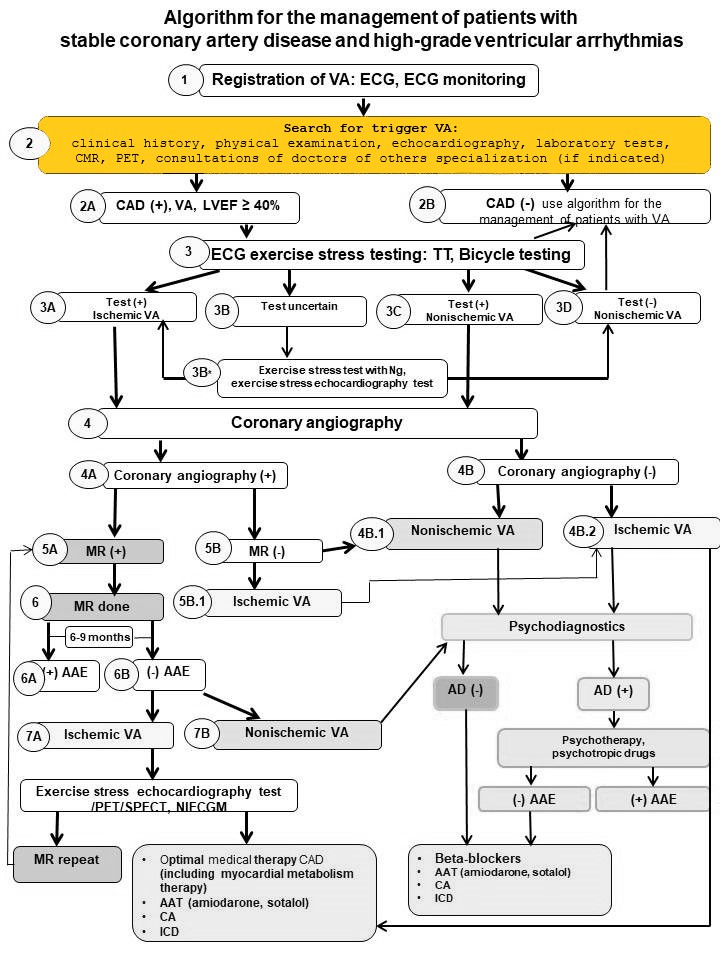 Algorithm for the management of patients with
stable coronary artery disease and high-grade ventricular arrhythmias
1
Registration of VA: ECG, ECG monitoring
2
Search for trigger VA:
clinical history, physical examination, echocardiography, laboratory tests,
CMR, PET, consultations of doctors of others specialization (if indicated)
2A
CAD (+), VA, LVEF ≥ 40%
2B
CAD (-) use algorithm for the
management of patients with VA
3
ECG exercise stress testing: TT, Bicycle testing
3A
Test (+)
Ischemic VA
3B
Test uncertain
3C
Test (+)
Nonischemic VA
3D
Test (-)
Nonischemic VA
3B*
Exercise stress test with Ng,
exercise stress echocardiography test
4
Coronary angiography
4A
Coronary angiography (+)
4B
Coronary angiography (-)
5A
MR (+)
5B
MR (-)
4B.1
Nonischemic VA
4B.2
Ischemic VA
6
MR done
5B.1
Ischemic VA
Psychodiagnostics
6-9 months
6A
(+) AAE
6B
(-) AAE
AD (-)
AD (+)
7A
Ischemic VA
7B
Nonischemic VA
Psychotherapy,
psychotropic drugs
Exercise stress echocardiography test
/PET/SPECT, NIECGM
(-) AAE
(+) AAE
MR repeat
• Optimal medical therapy CAD
(including myocardial metabolism
therapy)
• AAT (amiodarone, sotalol)
• CA
• ICD
• Beta-blockers
• AAT (amiodarone, sotalol)
• CA
• ICD